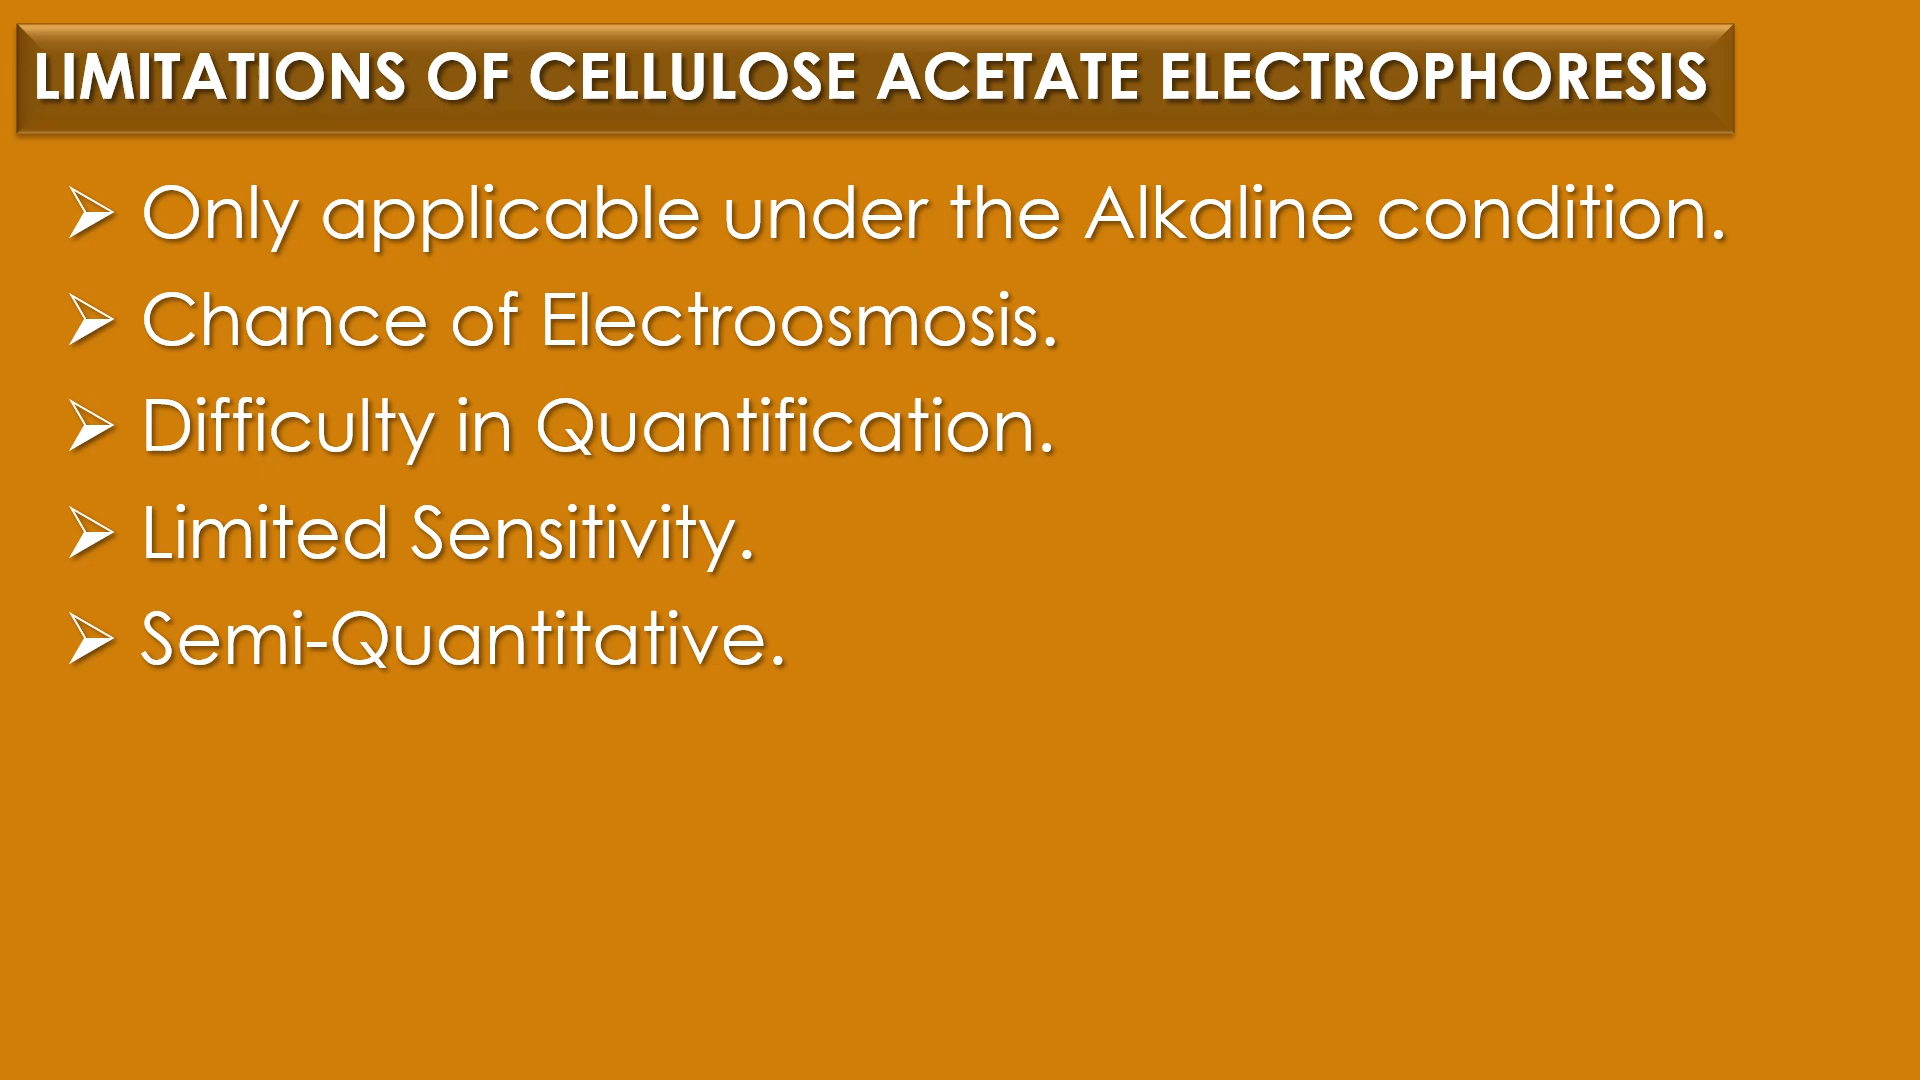 LIMITATIONS OF CELLULOSE ACETATE ELECTROPHORESIS
➢ Only applicable under the Alkaline condition.
➢ Chance of Electroosmosis.
➢ Difficulty in Quantification.
➢ Limited Sensitivity.
➢ Semi-Quantitative.